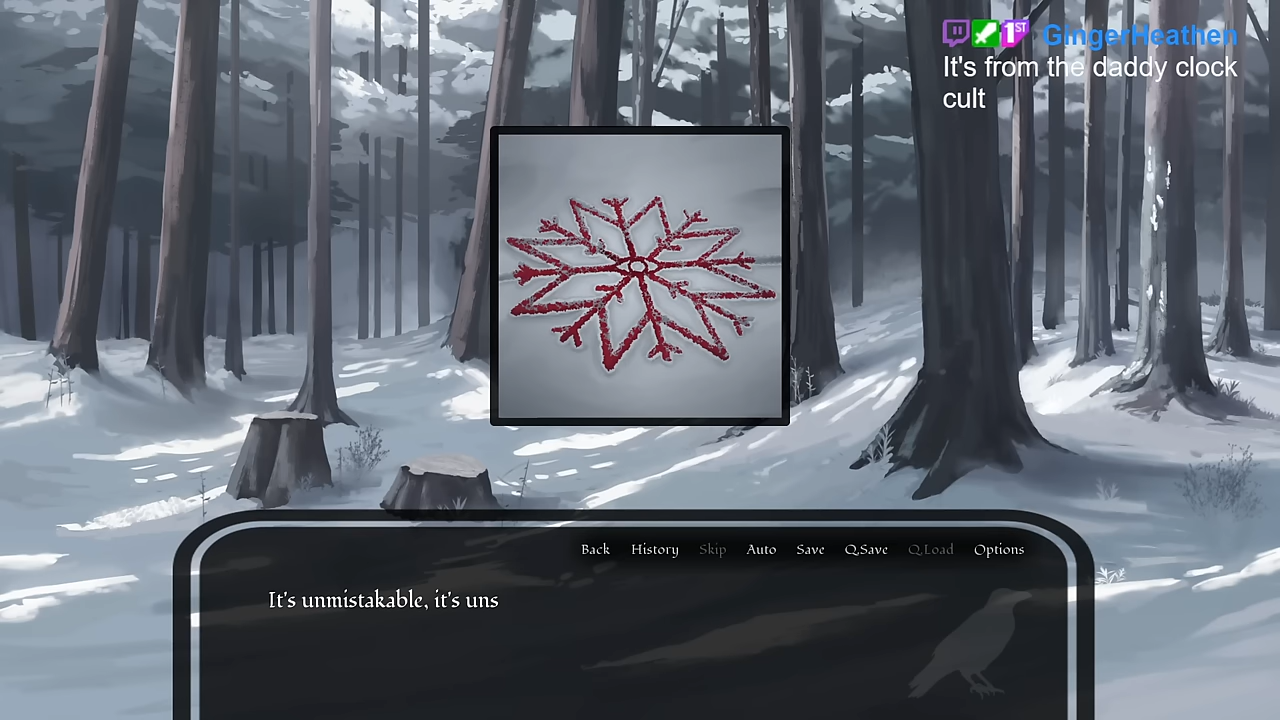 1ST GingerHeathen
It's from the daddy clock
cult
Back History Skip Auto Save Q.Save Q.Load Options
It's unmistakable, it's uns